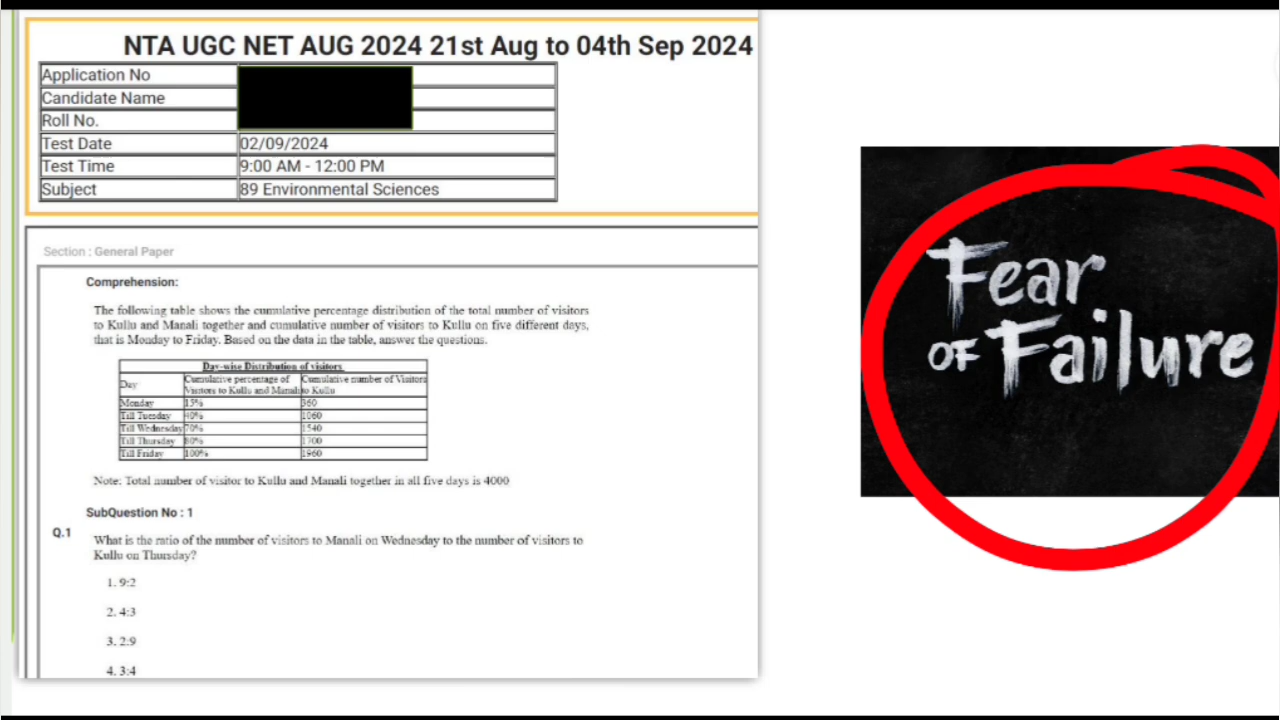 NTA UGC NET AUG 2024 21st Aug to 04th Sep 2024
Application No
Candidate Name
Roll No.
Test Date 02/09/2024
Test Time 9:00 AM - 12:00 PM
Subject 89 Environmental Sciences
Section : General Paper
Comprehension:
The following table shows the cumulative percentage distribution of the total number of visitors
to Kullu and Manali together and cumulative number of visitors to Kullu on five different days,
that is Monday to Friday. Based on the data in the table, answer the questions.
Day-wise Distribution of visitors
Day Cumulative percentage of Visitors to Kullu and Manali Cumulative number of Visitors to Kullu
Monday 15% 360
Till Tuesday 40% 1060
Till Wednesday 70% 1540
Till Thursday 80% 1700
Till Friday 100% 1960
Note: Total number of visitor to Kullu and Manali together in all five days is 4000
SubQuestion No : 1
Q.1 What is the ratio of the number of visitors to Manali on Wednesday to the number of visitors to
Kullu on Thursday?
1. 9:2
2. 4:3
3. 2:9
4. 3:4
Fear
OF Failure